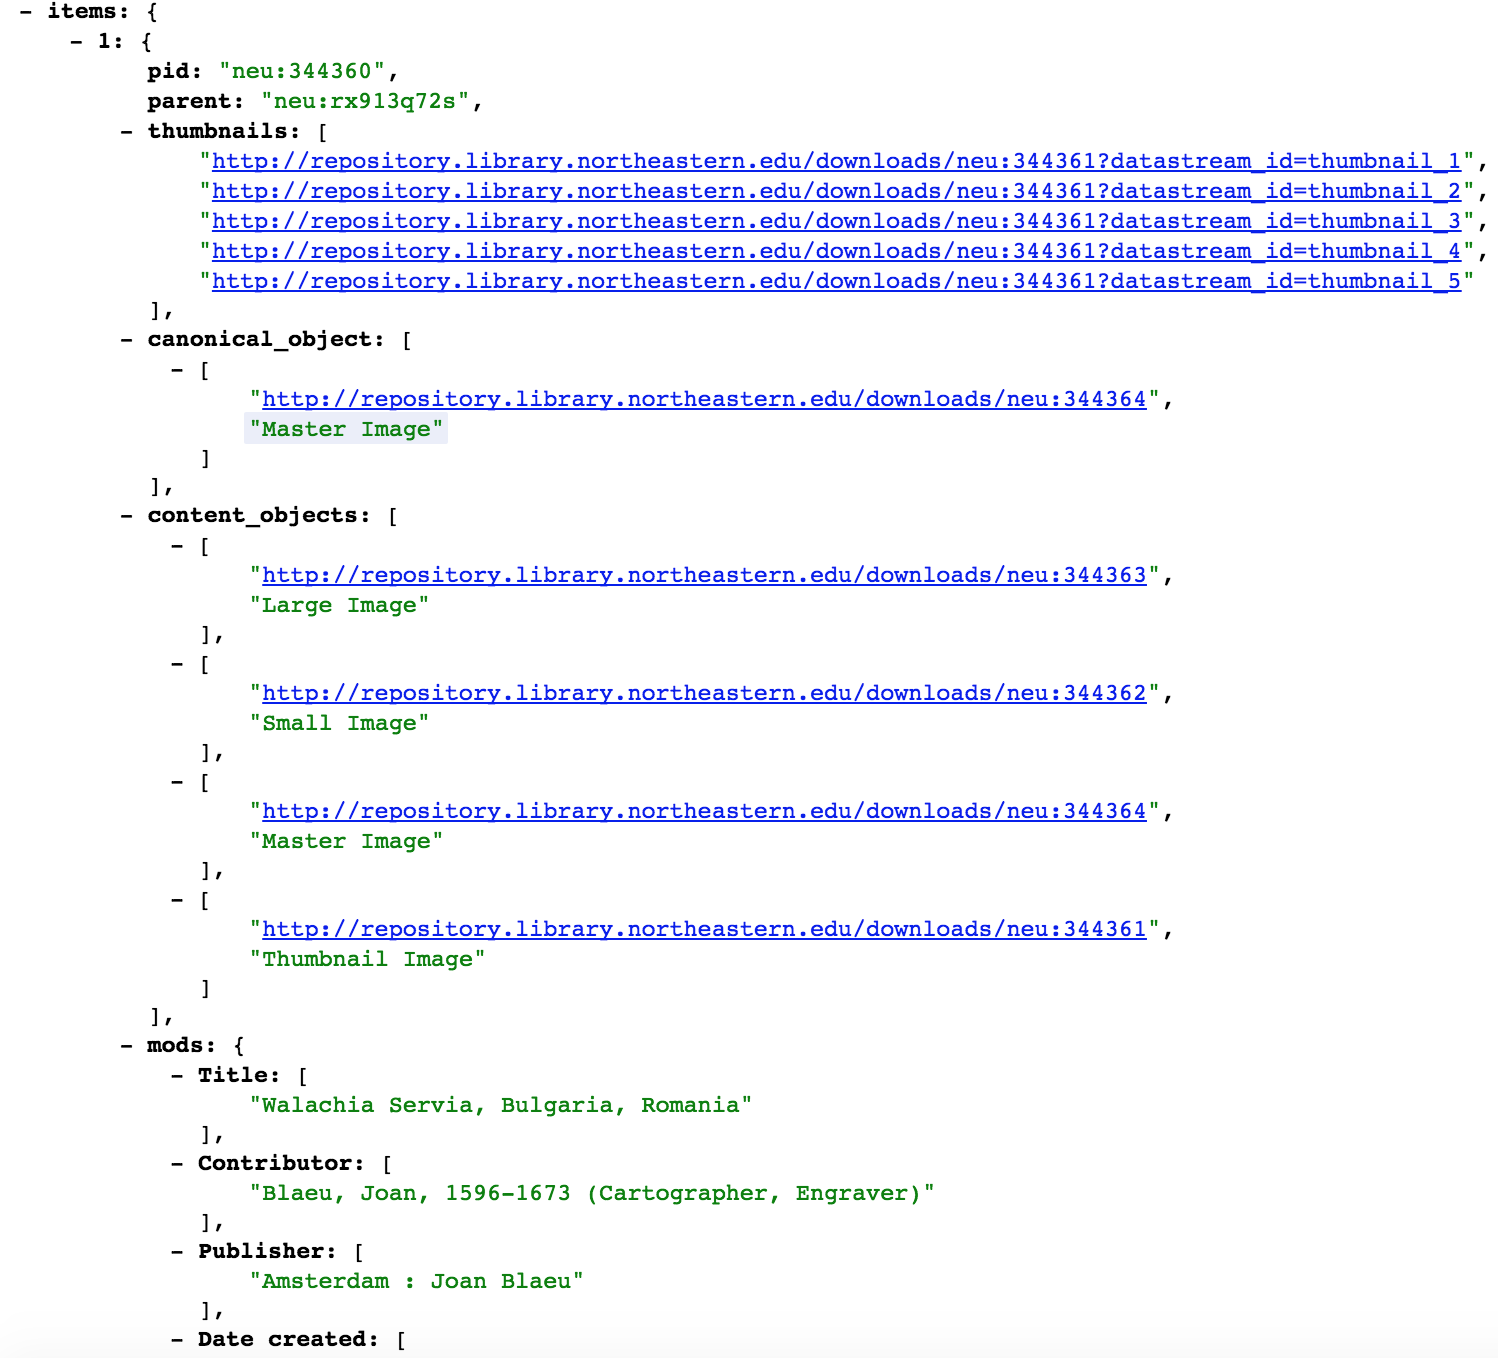 - items: {
- 1: {
pid: "neu:344360",
parent: "neu:rx913q72s",
- thumbnails: [
"http://repository.library.northeastern.edu/downloads/neu:344361?datastream_id=thumbnail_1",
"http://repository.library.northeastern.edu/downloads/neu:344361?datastream_id=thumbnail_2",
"http://repository.library.northeastern.edu/downloads/neu:344361?datastream_id=thumbnail_3",
"http://repository.library.northeastern.edu/downloads/neu:344361?datastream_id=thumbnail_4",
"http://repository.library.northeastern.edu/downloads/neu:344361?datastream_id=thumbnail_5"
],
- canonical_object: [
- [
"http://repository.library.northeastern.edu/downloads/neu:344364",
"Master Image"
]
],
- content_objects: [
- [
"http://repository.library.northeastern.edu/downloads/neu:344363",
"Large Image"
],
- [
"http://repository.library.northeastern.edu/downloads/neu:344362",
"Small Image"
],
- [
"http://repository.library.northeastern.edu/downloads/neu:344364",
"Master Image"
],
- [
"http://repository.library.northeastern.edu/downloads/neu:344361",
"Thumbnail Image"
]
],
- mods: {
- Title: [
"Walachia Servia, Bulgaria, Romania"
],
- Contributor: [
"Blaeu, Joan, 1596-1673 (Cartographer, Engraver)"
],
- Publisher: [
"Amsterdam : Joan Blaeu"
],
- Date created: [